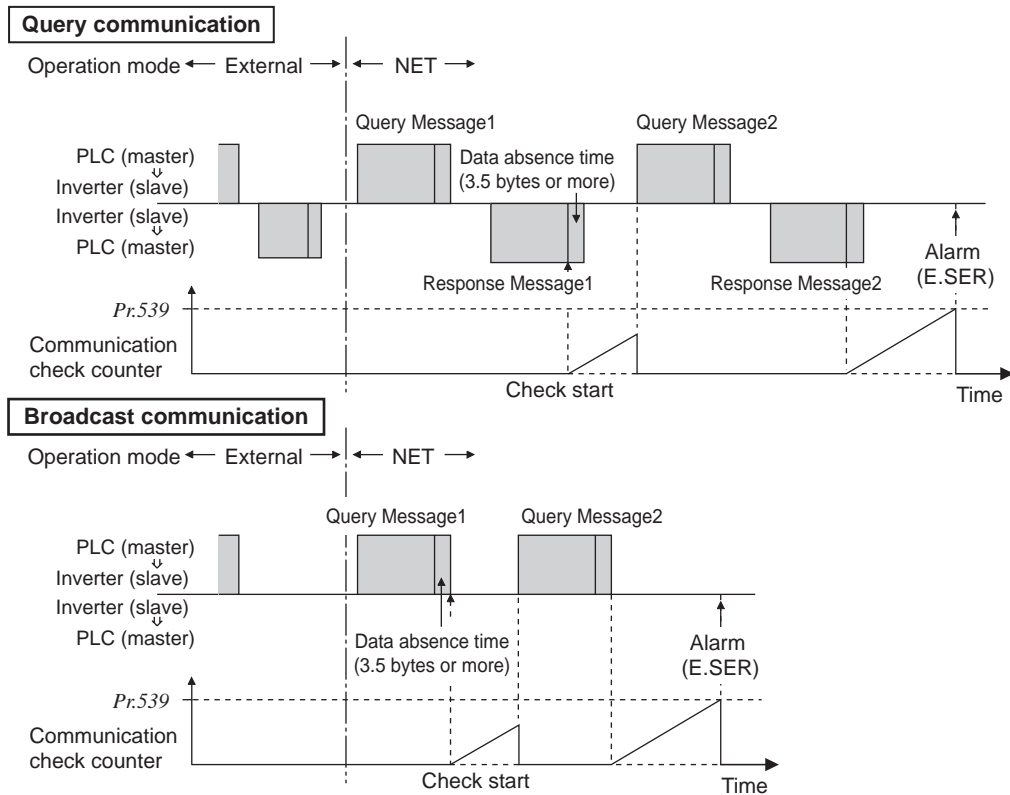 Query communication
Operation mode External NET
Query Message1 Query Message2
PLC (master)
Inverter (slave)
Inverter (slave)
PLC (master)
Data absence time
(3.5 bytes or more)
Response Message1 Response Message2
Alarm
(E.SER)
Pr.539
Communication
check counter
Check start
Time
Broadcast communication
Operation mode External NET
Query Message1 Query Message2
PLC (master)
Inverter (slave)
Inverter (slave)
PLC (master)
Data absence time
(3.5 bytes or more)
Alarm
(E.SER)
Pr.539
Communication
check counter
Check start
Time